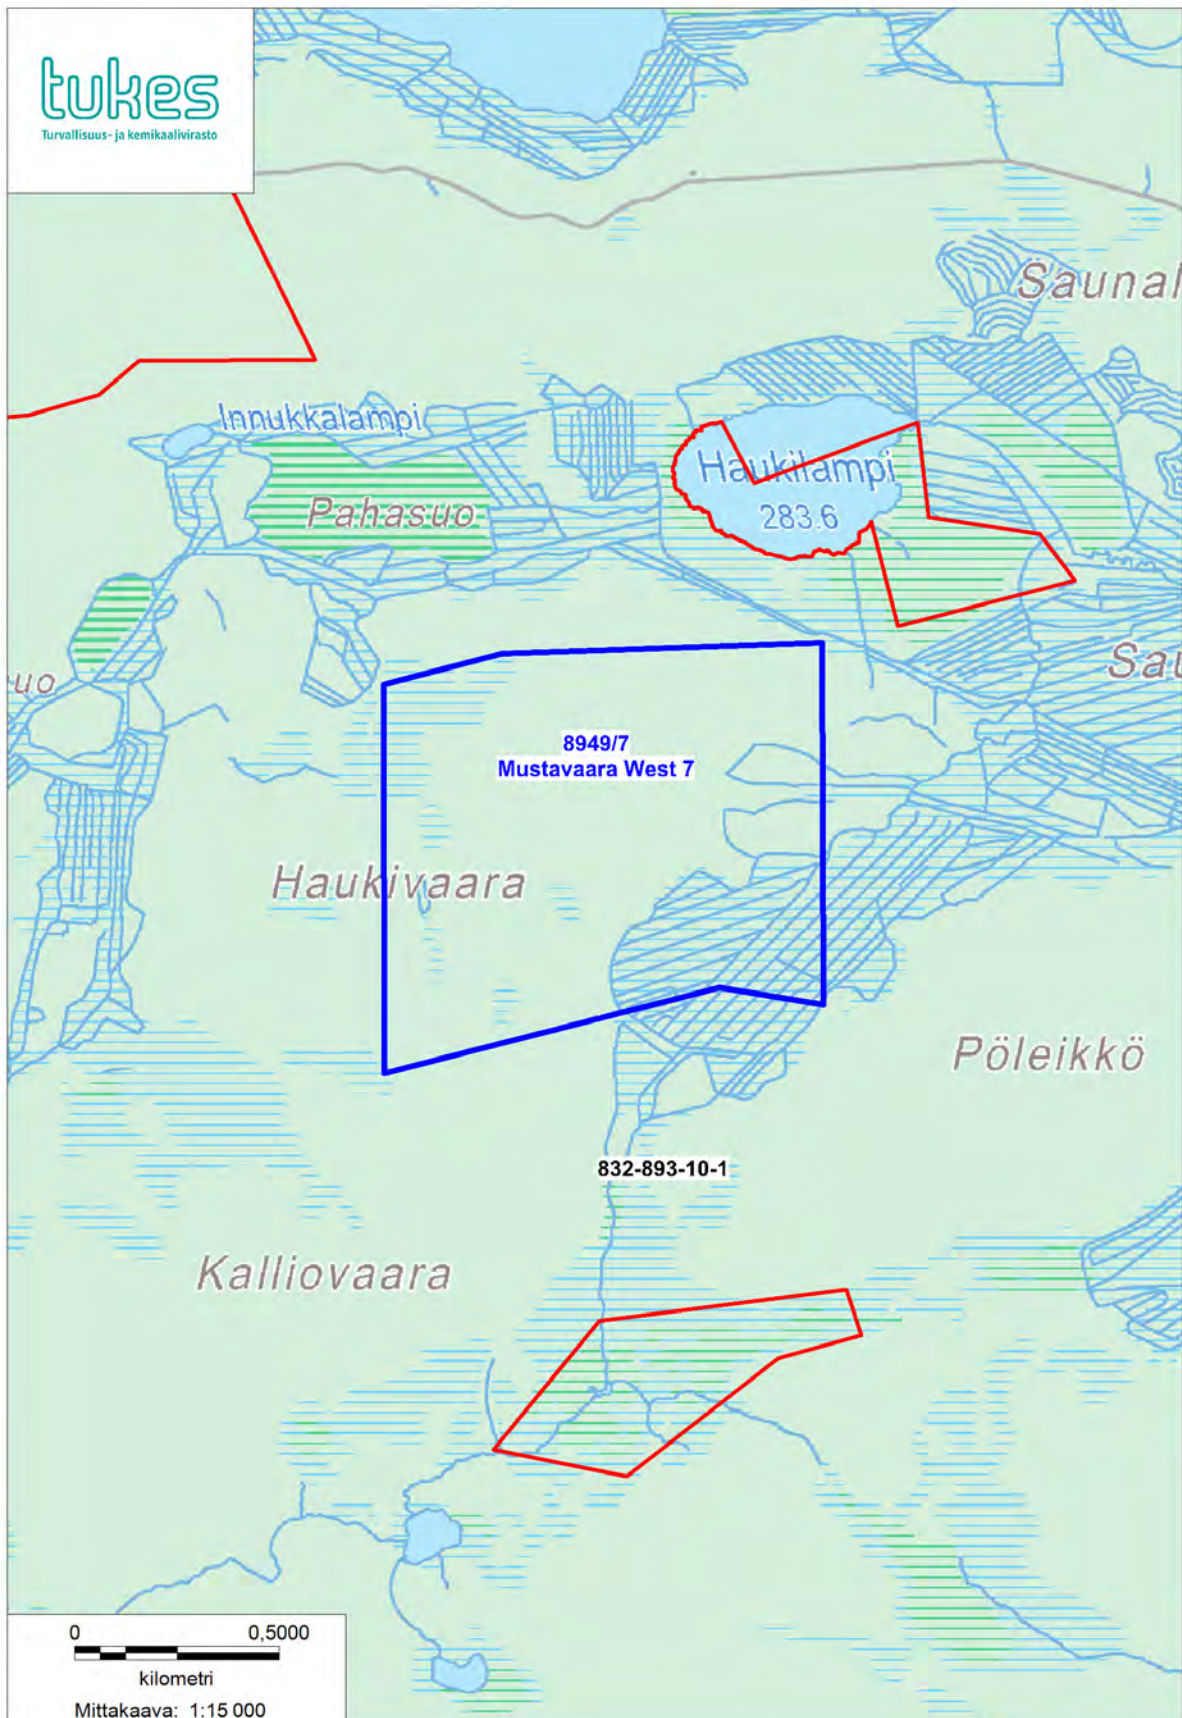 tukes
Turvallisuus- ja kemikaalivirasto
Saunal
Innukkalampi
Haukilampi
283.6
Pahasuo
Sau
uo
8949/7
Mustavaara West 7
Haukivaara
Pöleikkö
832-893-10-1
Kalliovaara
0 0,5000
kilometri
Mittakaava: 1:15 000